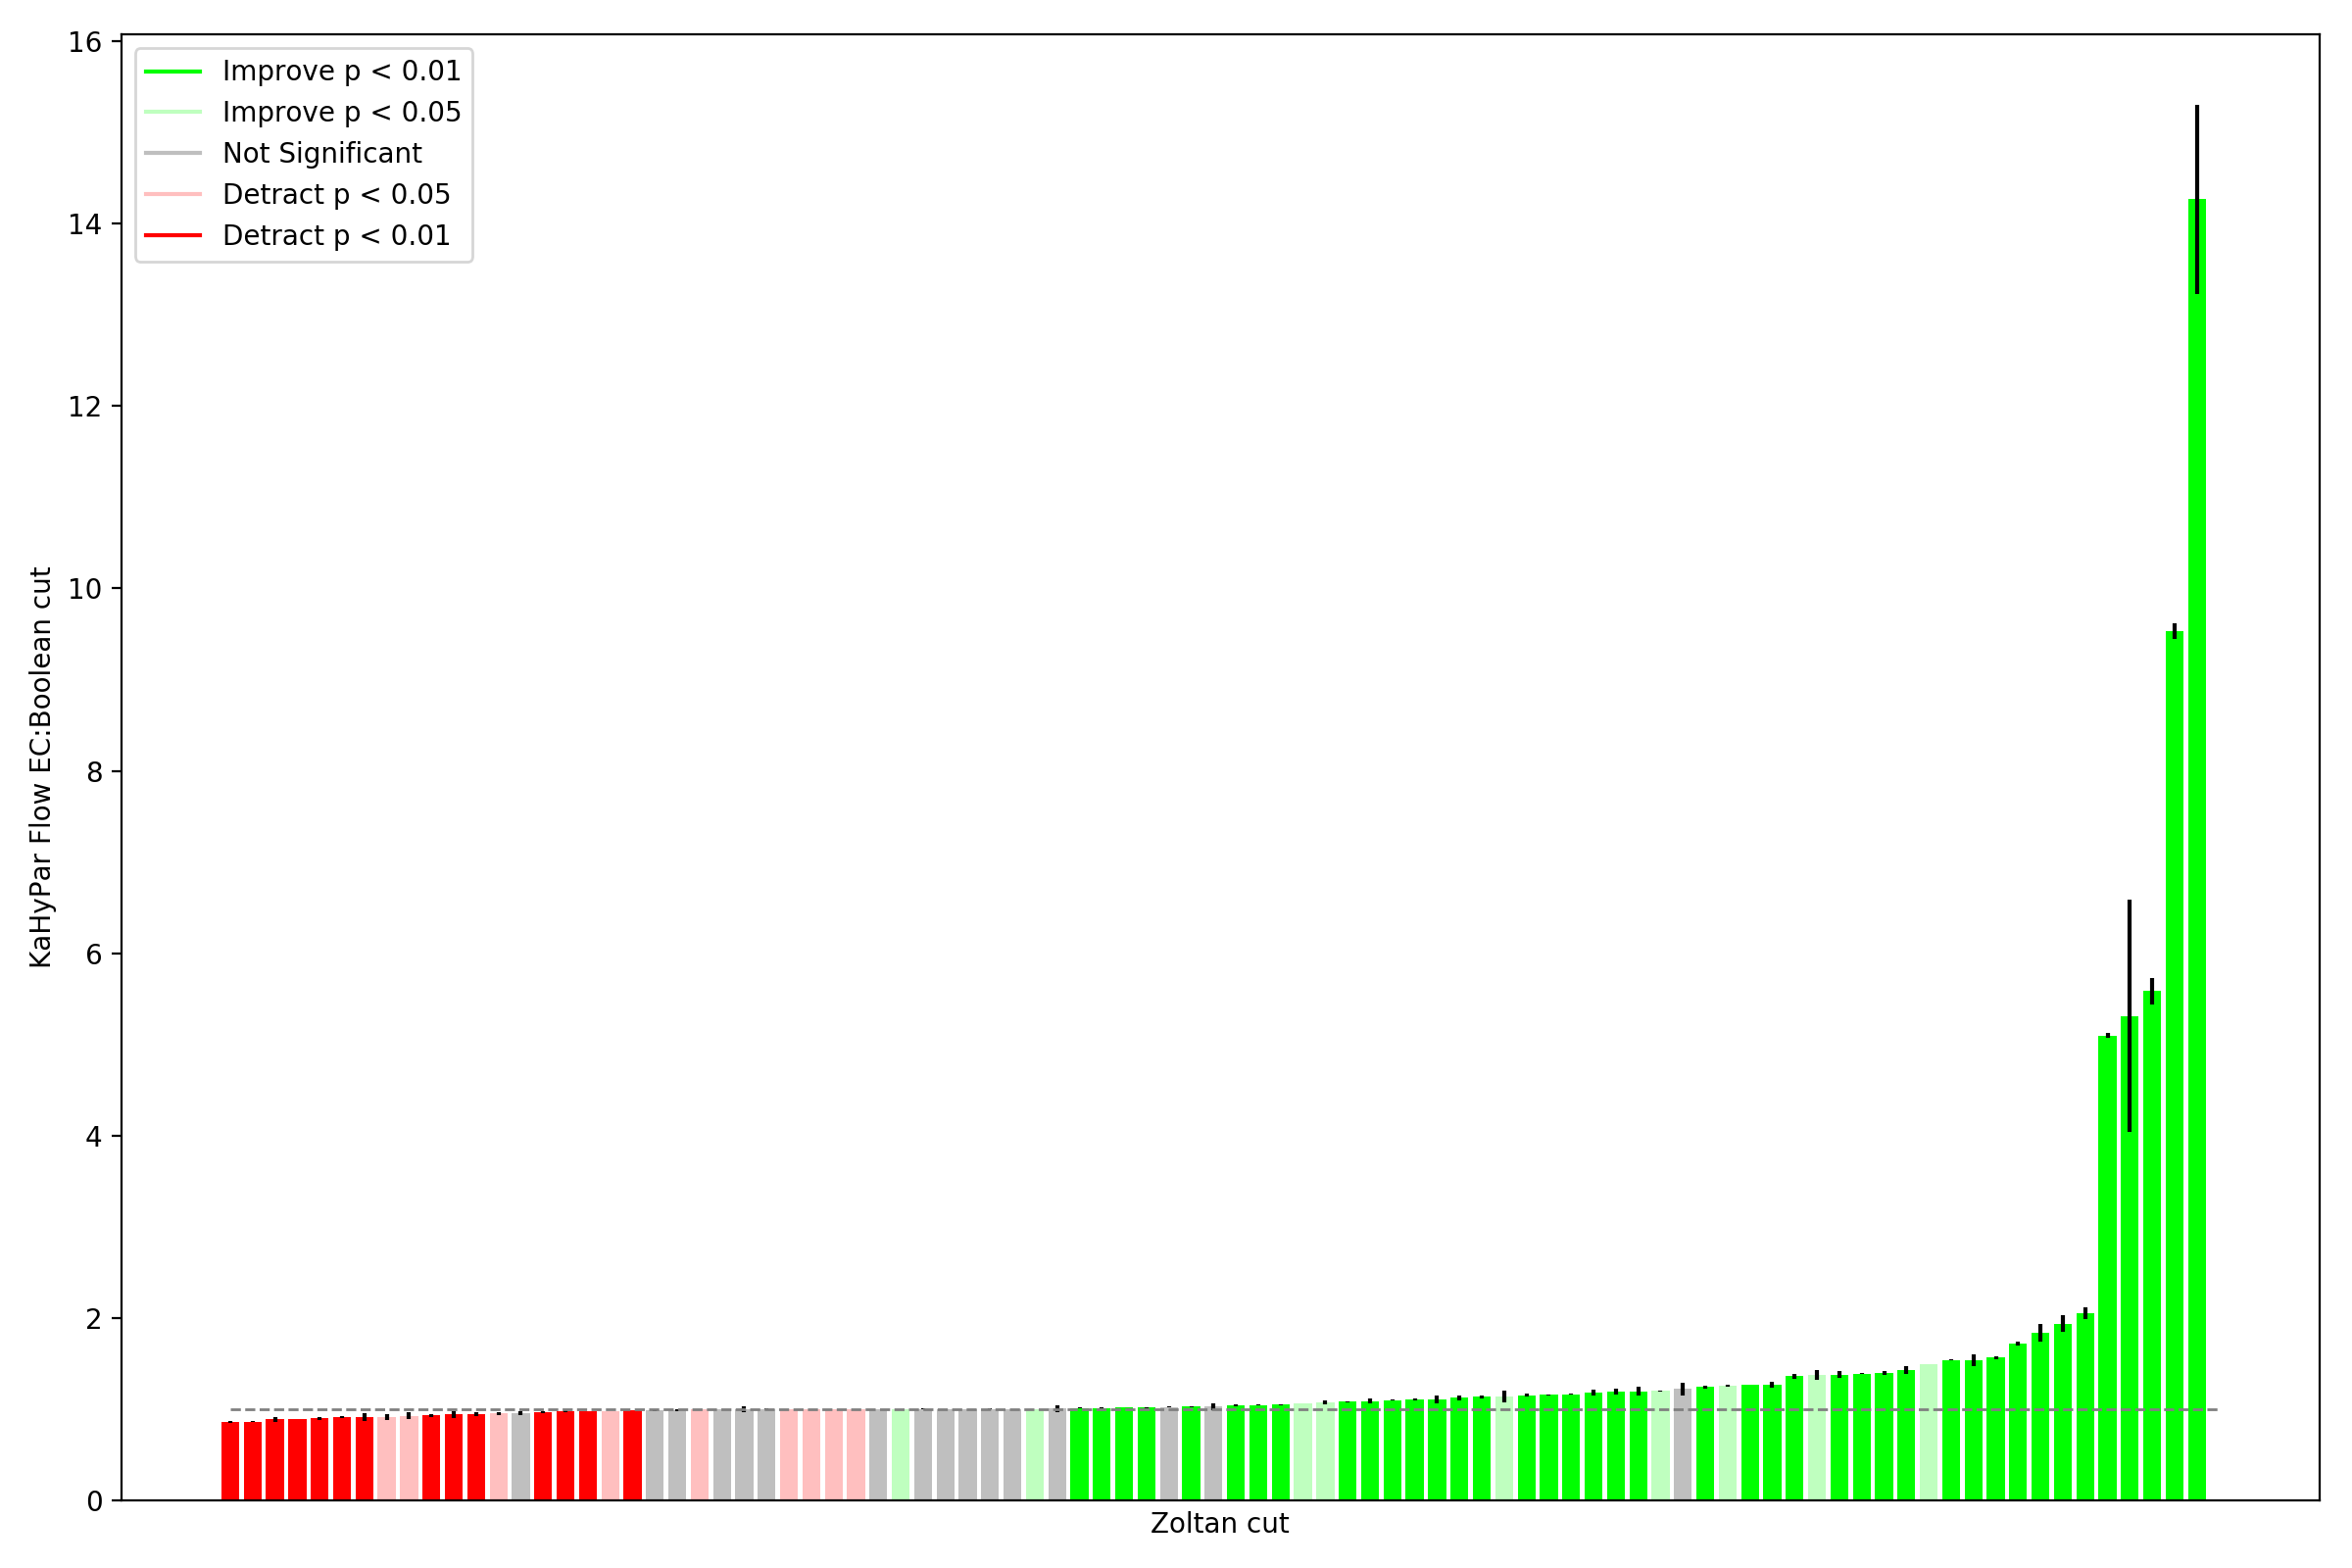 16
14
12
10
8
6
4
2
0
KaHyPar Flow EC:Boolean cut
Improve p < 0.01
Improve p < 0.05
Not Significant
Detract p < 0.05
Detract p < 0.01
Zoltan cut